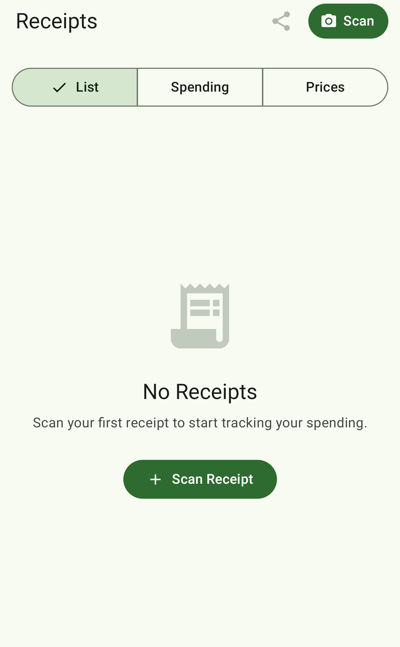 Receipts
Scan
List
Spending
Prices
No Receipts
Scan your first receipt to start tracking your spending.
Scan Receipt